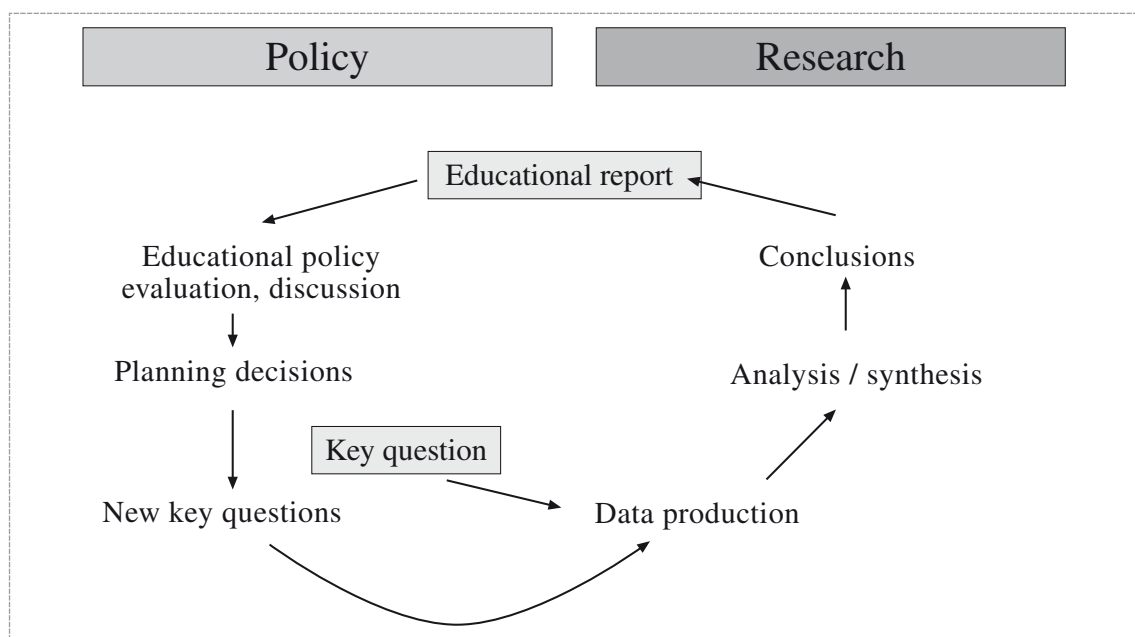 Policy
Research
Educational report
Educational policy
evaluation, discussion
Conclusions
Planning decisions
Analysis / synthesis
Key question
New key questions
Data production